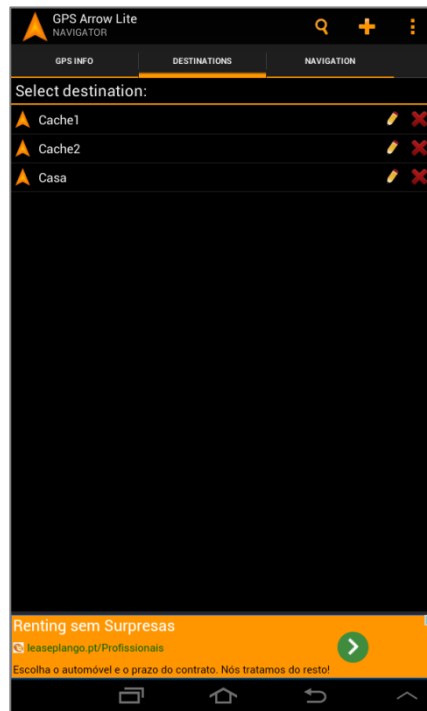 GPS Arrow Lite
NAVIGATOR
GPS INFO DESTINATIONS NAVIGATION
Select destination:
Cache1
Cache2
Casa
Renting sem Surpresas
leaseplango.pt/Profissionais
Escolha o automóvel e o prazo do contrato. Nós tratamos do resto!